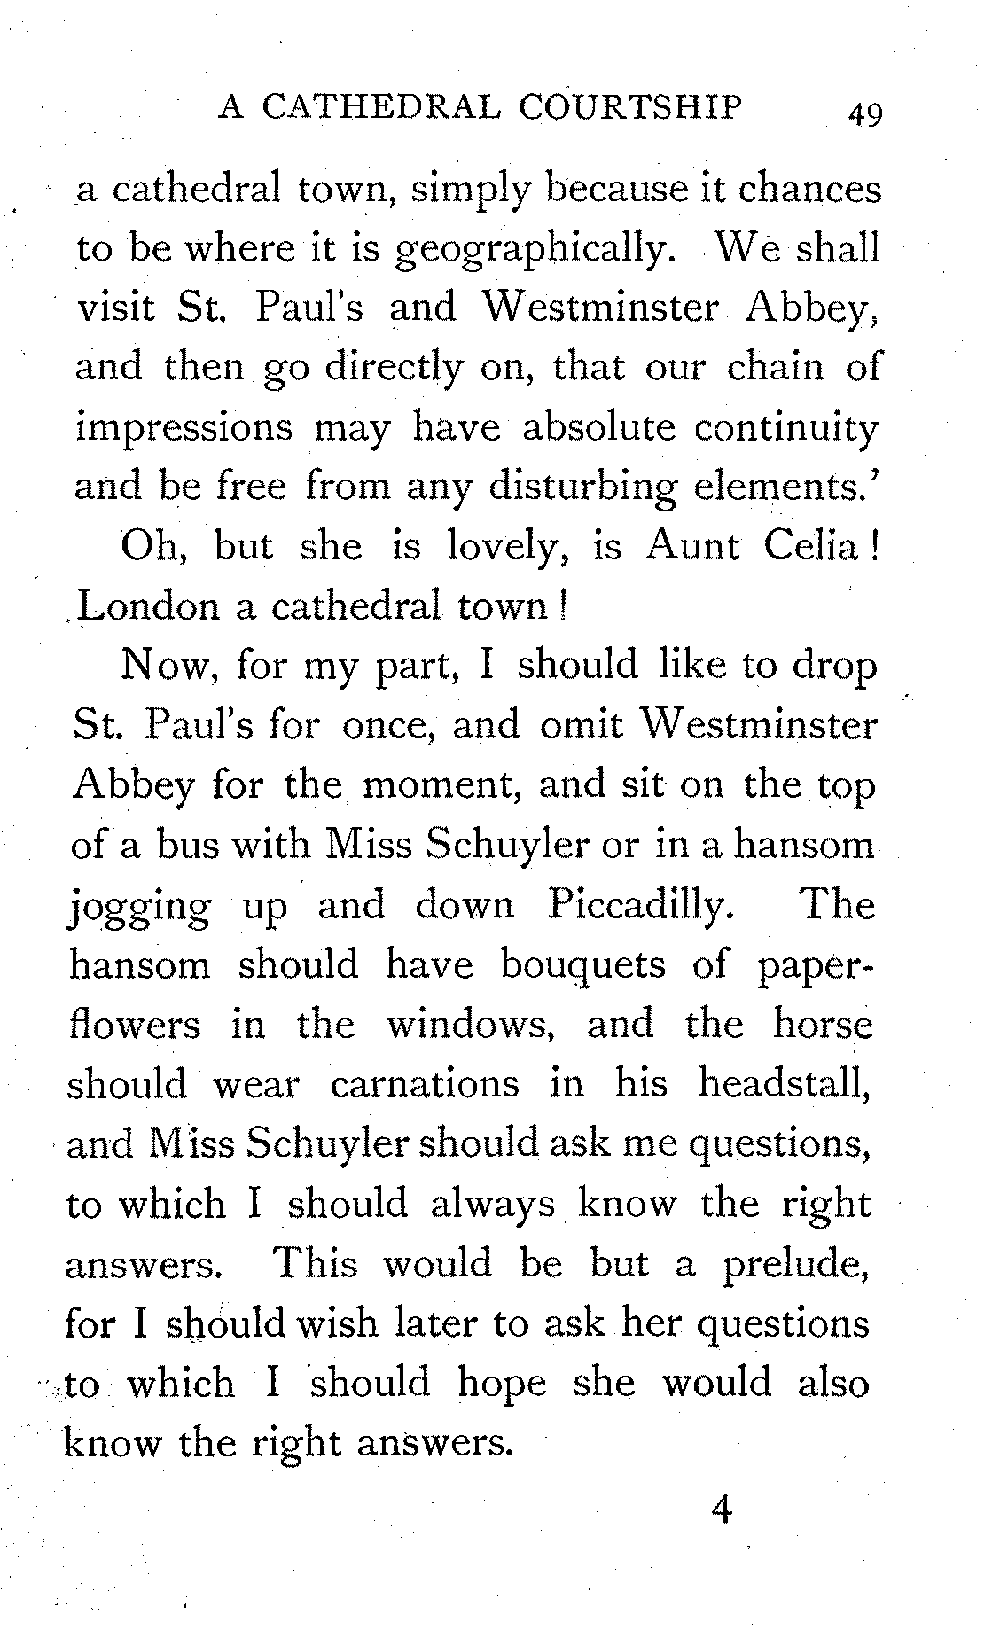 A CATHEDRAL COURTSHIP 49
a cathedral town, simply because it chances
to be where it is geographically. We shall
visit St. Paul's and Westminster Abbey,
and then go directly on, that our chain of
impressions may have absolute continuity
and be free from any disturbing elements.'
Oh, but she is lovely, is Aunt Celia!
London a cathedral town!
Now, for my part, I should like to drop
St. Paul's for once, and omit Westminster
Abbey for the moment, and sit on the top
of a bus with Miss Schuyler or in a hansom
jogging up and down Piccadilly. The
hansom should have bouquets of paper-
flowers in the windows, and the horse
should wear carnations in his headstall,
and Miss Schuyler should ask me questions,
to which I should always know the right
answers. This would be but a prelude,
for I should wish later to ask her questions
to which I should hope she would also
know the right answers.
4